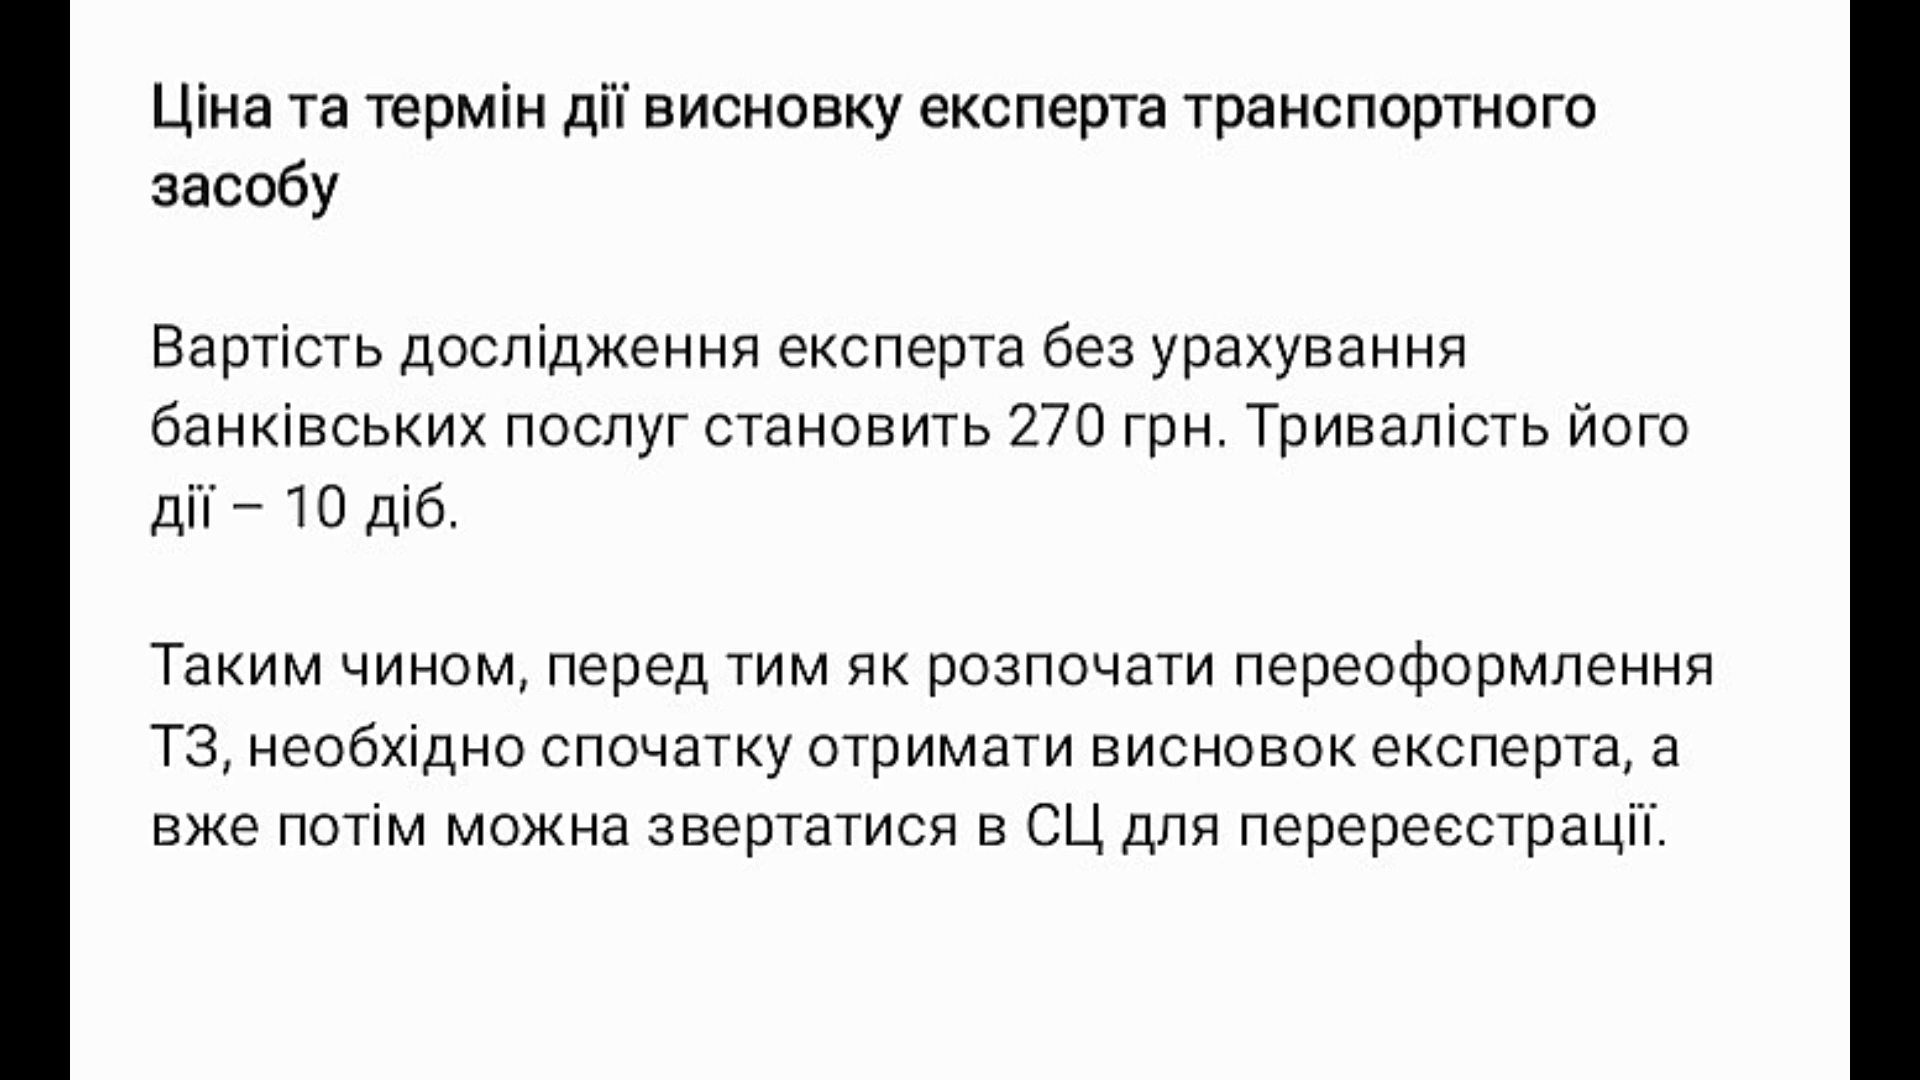 Ціна та термін дії висновку експерта транспортного
засобу
Вартість дослідження експерта без урахування
банківських послуг становить 270 грн. Тривалість його
дії – 10 діб.
Таким чином, перед тим як розпочати переоформлення
ТЗ, необхідно спочатку отримати висновок експерта, а
вже потім можна звертатися в СЦ для перереєстрації.